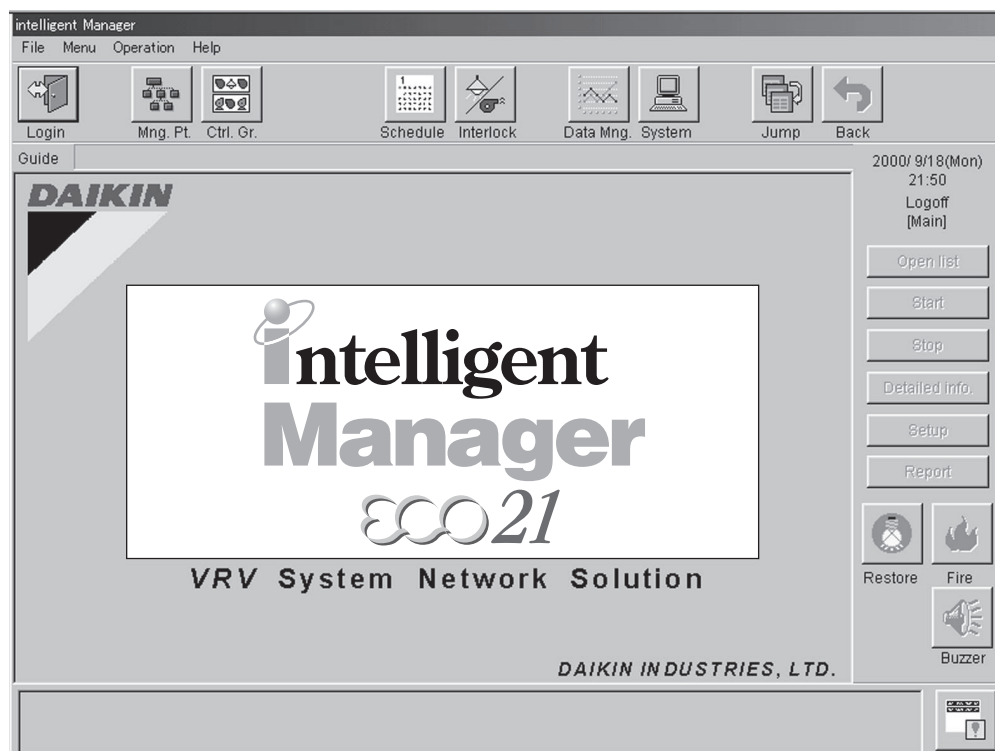 intelligent Manager
File Menu Operation Help
Login Mng. Pt. Ctrl. Gr. Schedule Interlock Data Mng. System Jump Back
Guide
2000/ 9/18(Mon)
21:50
Logoff
[Main]
DAIKIN
Open list
Start
Stop
Detailed info.
Setup
Report
intelligent
Manager
ECO 21
VRV System Network Solution
DAIKIN INDUSTRIES, LTD.
Restore Fire
Buzzer